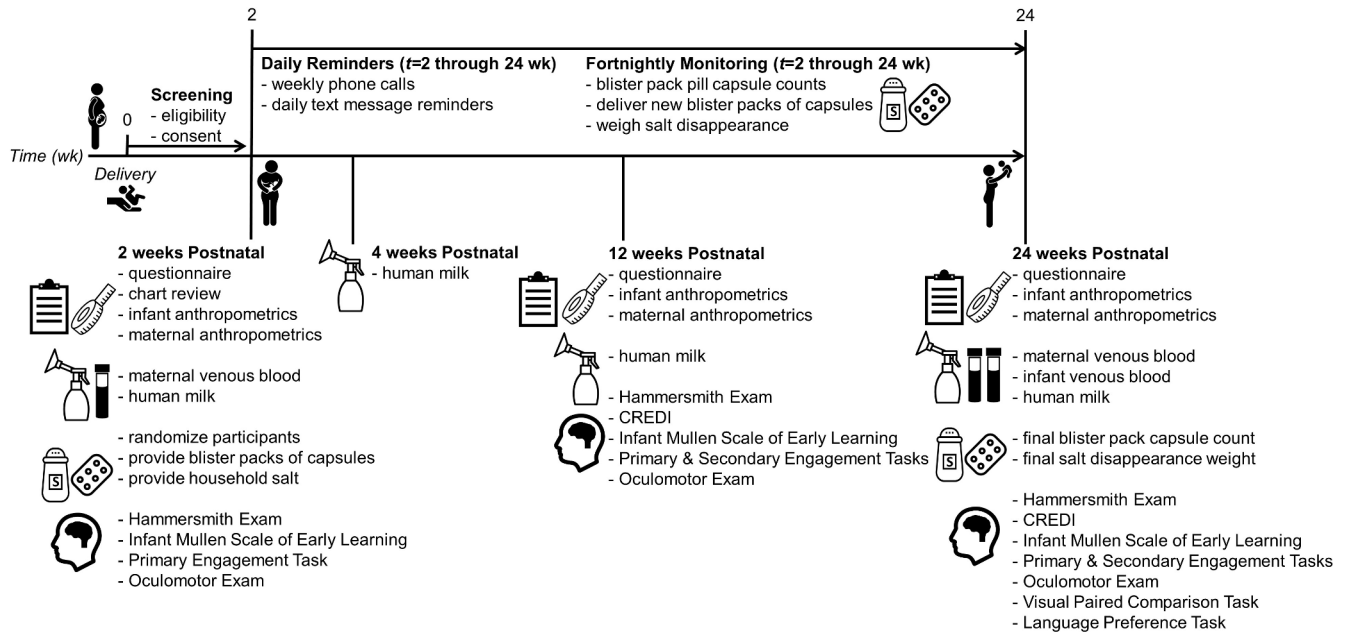 2
24
Daily Reminders (t=2 through 24 wk)
- weekly phone calls
- daily text message reminders
Fortnightly Monitoring (t=2 through 24 wk)
- blister pack pill capsule counts
- deliver new blister packs of capsules
- weigh salt disappearance
S
Screening
- eligibility
- consent
0
Time (wk)
Delivery
2 weeks Postnatal
- questionnaire
- chart review
- infant anthropometrics
- maternal anthropometrics
- maternal venous blood
- human milk
- randomize participants
- provide blister packs of capsules
- provide household salt
S
- Hammersmith Exam
- Infant Mullen Scale of Early Learning
- Primary Engagement Task
- Oculomotor Exam
4 weeks Postnatal
- human milk
12 weeks Postnatal
- questionnaire
- infant anthropometrics
- maternal anthropometrics
- human milk
- Hammersmith Exam
- CREDI
- Infant Mullen Scale of Early Learning
- Primary & Secondary Engagement Tasks
- Oculomotor Exam
24 weeks Postnatal
- questionnaire
- infant anthropometrics
- maternal anthropometrics
- maternal venous blood
- infant venous blood
- human milk
- final blister pack capsule count
- final salt disappearance weight
S
- Hammersmith Exam
- CREDI
- Infant Mullen Scale of Early Learning
- Primary & Secondary Engagement Tasks
- Oculomotor Exam
- Visual Paired Comparison Task
- Language Preference Task